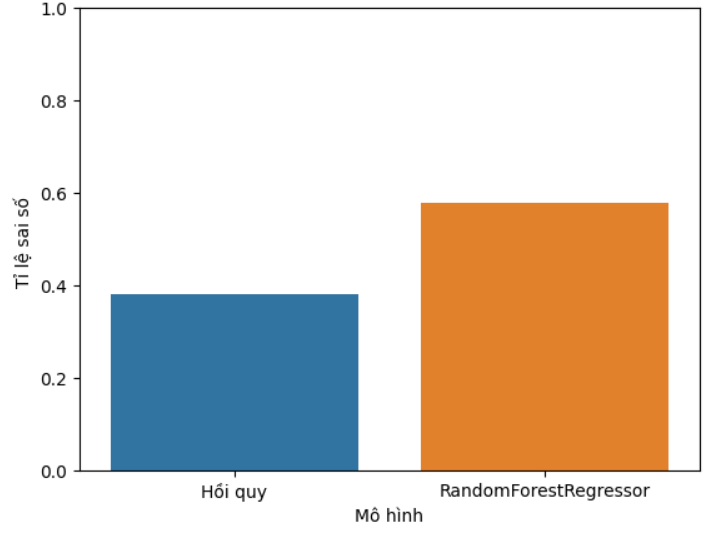 1.0
0.8
0.6
0.4
0.2
0.0
Tỉ lệ sai số
Hồi quy
RandomForestRegressor
Mô hình